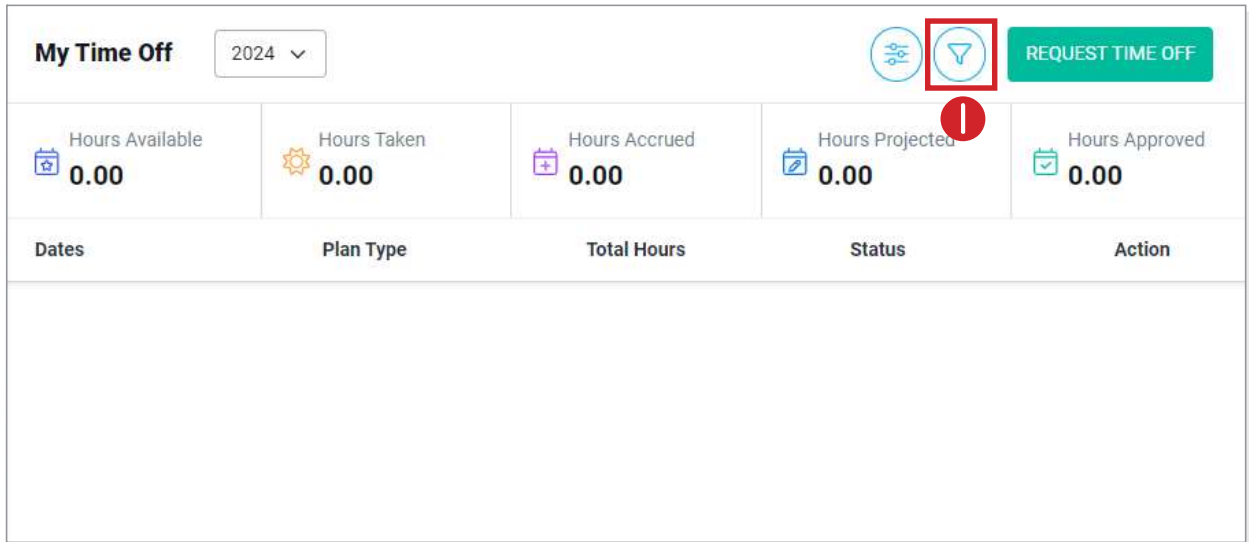 My Time Off 2024 REQUEST TIME OFF
Hours Available Hours Taken Hours Accrued Hours Projected Hours Approved
0.00 0.00 0.00 0.00 0.00
Dates Plan Type Total Hours Status Action